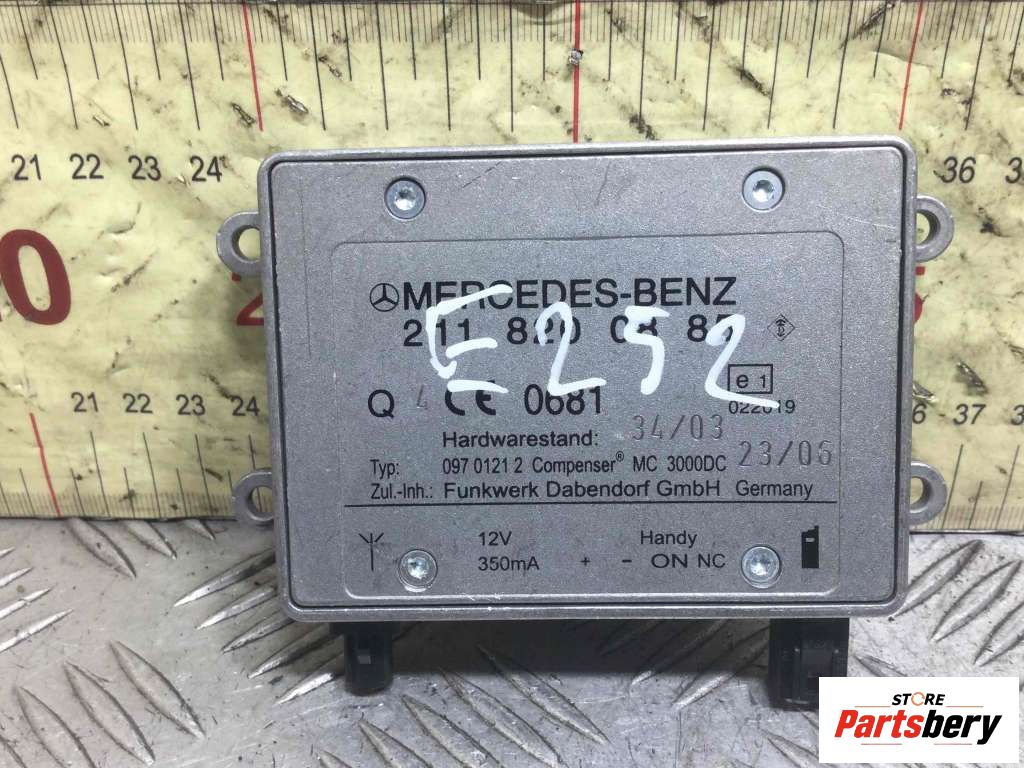 21 22 23 24 36
MERCEDES-BENZ
211 820 08 85
E252
e 1
Q 4 CE 0681 022019
21 22 23 24 36 37
Hardwarestand: 34/03
Typ: 097 0121 2 Compenser® MC 3000DC 23/06
Zul.-Inh.: Funkwerk Dabendorf GmbH Germany
12V Handy
350mA + - ON NC
STORE
Partsbery